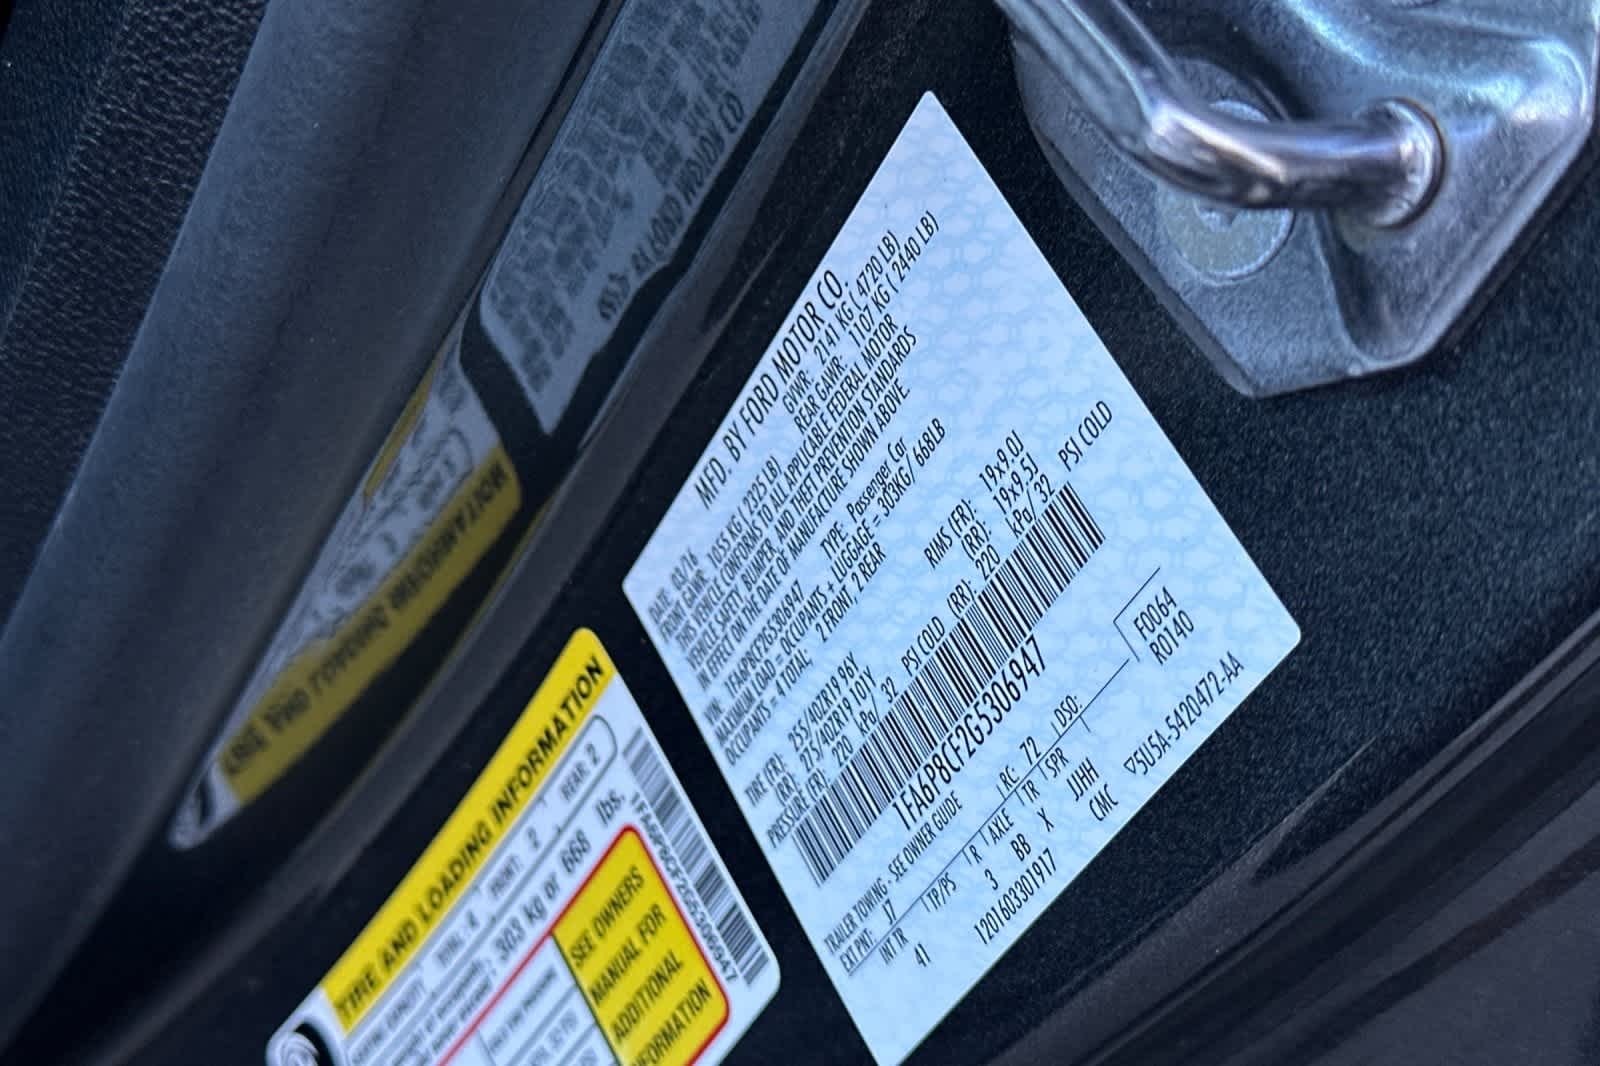 MFD. BY FORD MOTOR CO.
DATE: 03/16 GVWR: 2141 KG ( 4720 LB)
FRONT GAWR: 1055 KG ( 2325 LB) REAR GAWR: 1107 KG ( 2440 LB)
THIS VEHICLE CONFORMS TO ALL APPLICABLE FEDERAL MOTOR
VEHICLE SAFETY, BUMPER, AND THEFT PREVENTION STANDARDS
IN EFFECT ON THE DATE OF MANUFACTURE SHOWN ABOVE
VIN: 1FA6P8CF2G5306947 TYPE: Passenger Car
MAXIMUM LOAD = OCCUPANTS + LUGGAGE = 303KG/ 668LB
OCCUPANTS = 4 TOTAL; 2 FRONT, 2 REAR
TIRE (FR): 255/40ZR19 96Y RIMS (FR): 19x9.0J
(RR): 275/40ZR19 101Y (RR): 19x9.5J
PRESSURE (FR): 220 kPa/ 32 PSI COLD (RR): 220 kPa/ 32 PSI COLD
1FA6P8CF2G5306947
TRAILER TOWING - SEE OWNER GUIDE
EXT PNT: J7 RC: 72 DSO: F0064
R0140
INT TR TP/PS R AXLE TR SPR
41 3 BB X JJHH
1201603301917 CMC
▽5U5A-5420472-AA
TIRE AND LOADING INFORMATION
TOTAL: 4 FRONT: 2 REAR: 2
303 kg or 668 lbs.
SEE OWNERS
MANUAL FOR
ADDITIONAL
INFORMATION
1FA6P8CF2G5306947